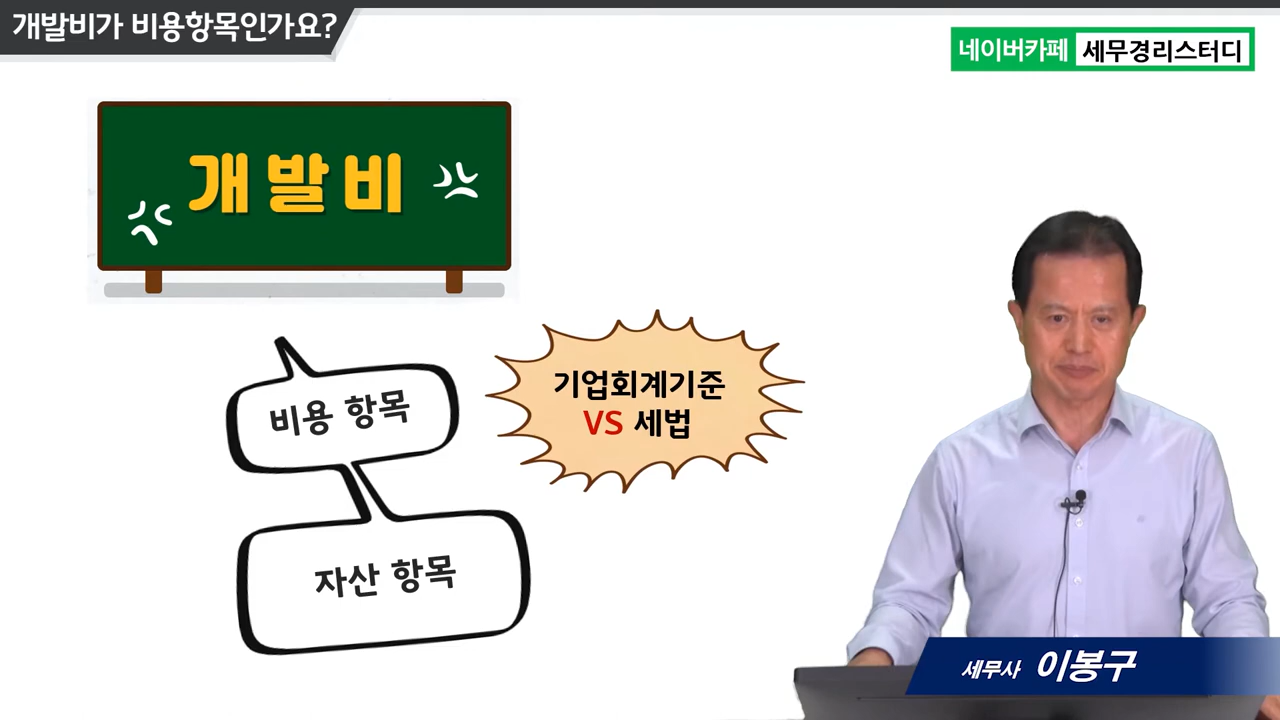 개발비가 비용항목인가요?
네이버카페 세무경리스터디
개발비
비용 항목
기업회계기준
VS 세법
자산 항목
세무사 이봉구